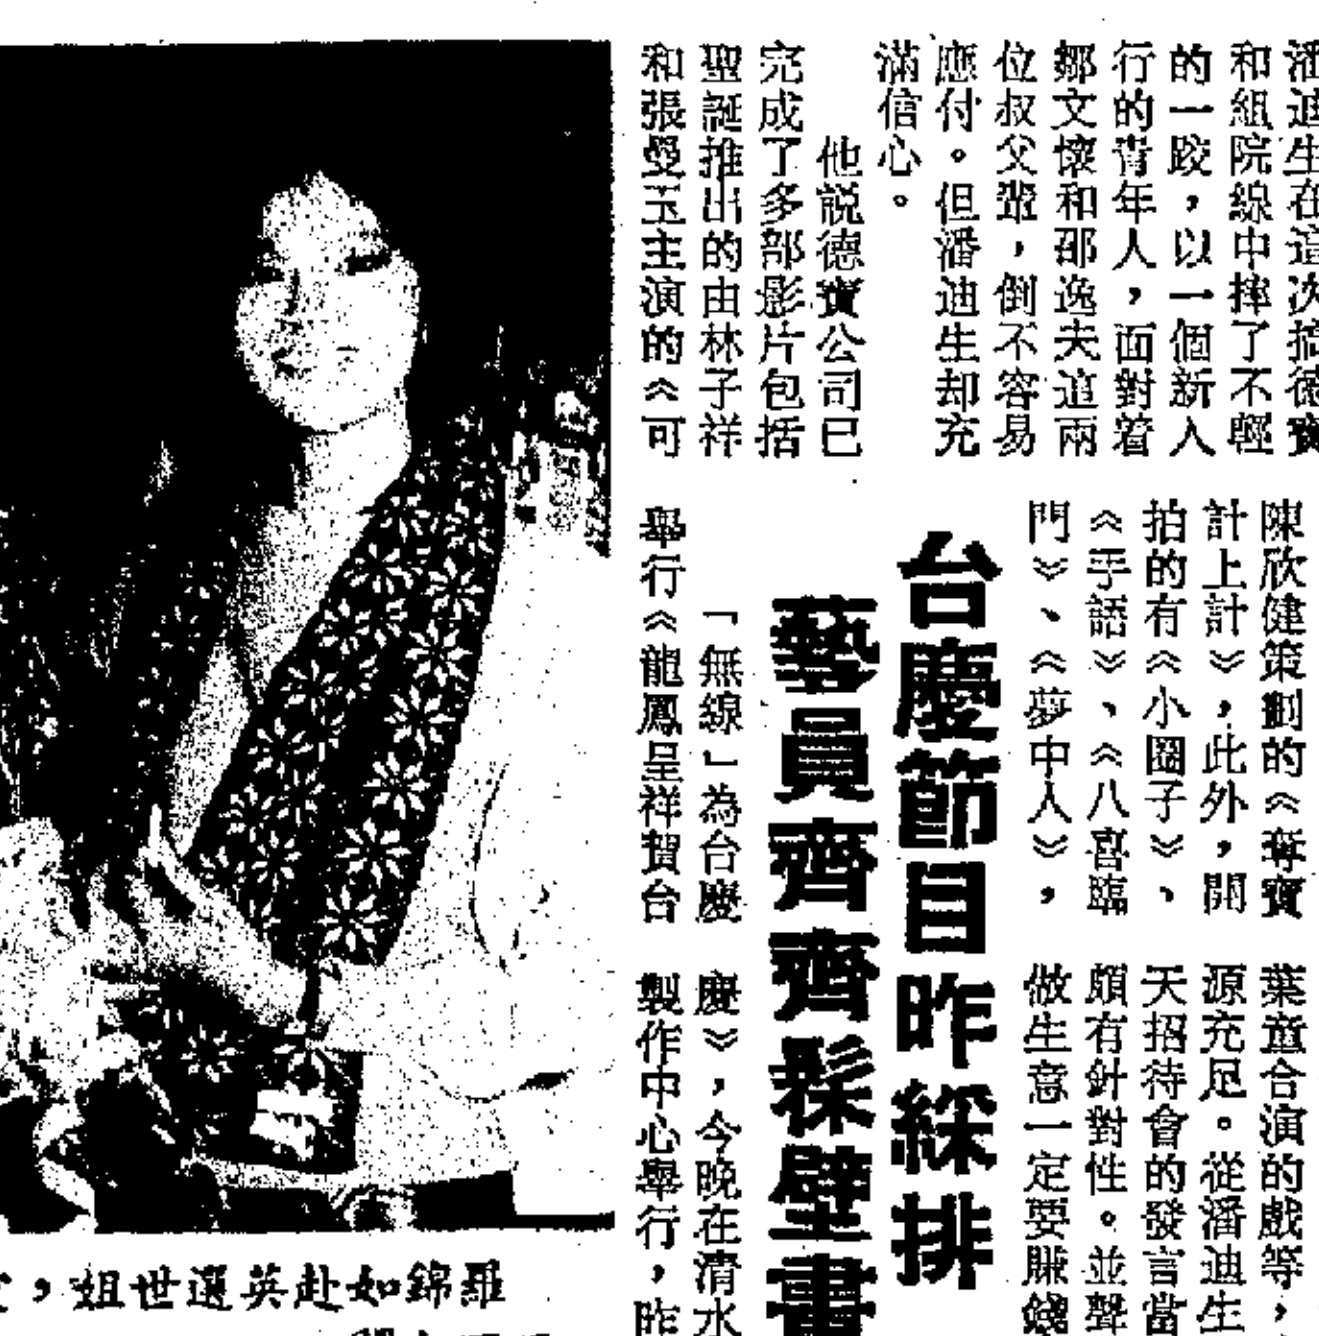 潘迪生在這次搞德寶
和組院線中摔了不輕
的一跤，以一個新人
行的青年人，面對着
鄒文懷和邵逸夫這兩
位叔父輩，倒不容易
應付。但潘迪生却充
滿信心。
他說德寶公司已
完成了多部影片包括
聖誕推出的由林子祥
和張曼玉主演的《可
陳欣健策劃的《奪寶
計上計》，此外，開
拍的有《小圈子》、
《手語》、《八喜臨
門》、《夢中人》，
葉童合演的戲等，
源充足。從潘迪生
天招待會的發言當
頗有針對性。並聲
做生意一定要賺錢
台慶節目昨綵排
藝員齊齊髹壁畫
「無線」為台慶
舉行《龍鳳呈祥賀台
慶》，今晚在清水
製作中心舉行，昨
羅錦如赴英選世姐，